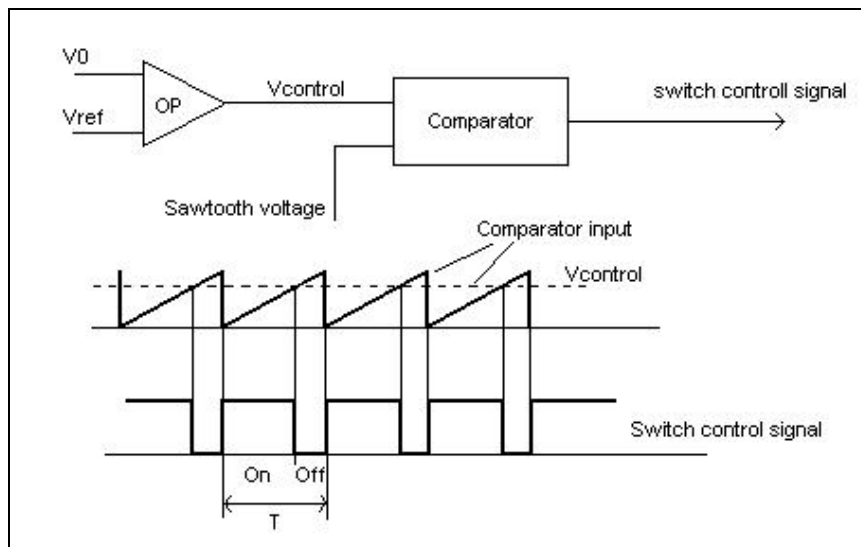 V0
OP
Vref
Vcontrol
Comparator
switch controll signal
Sawtooth voltage
Comparator input
Vcontrol
Switch control signal
On
Off
T